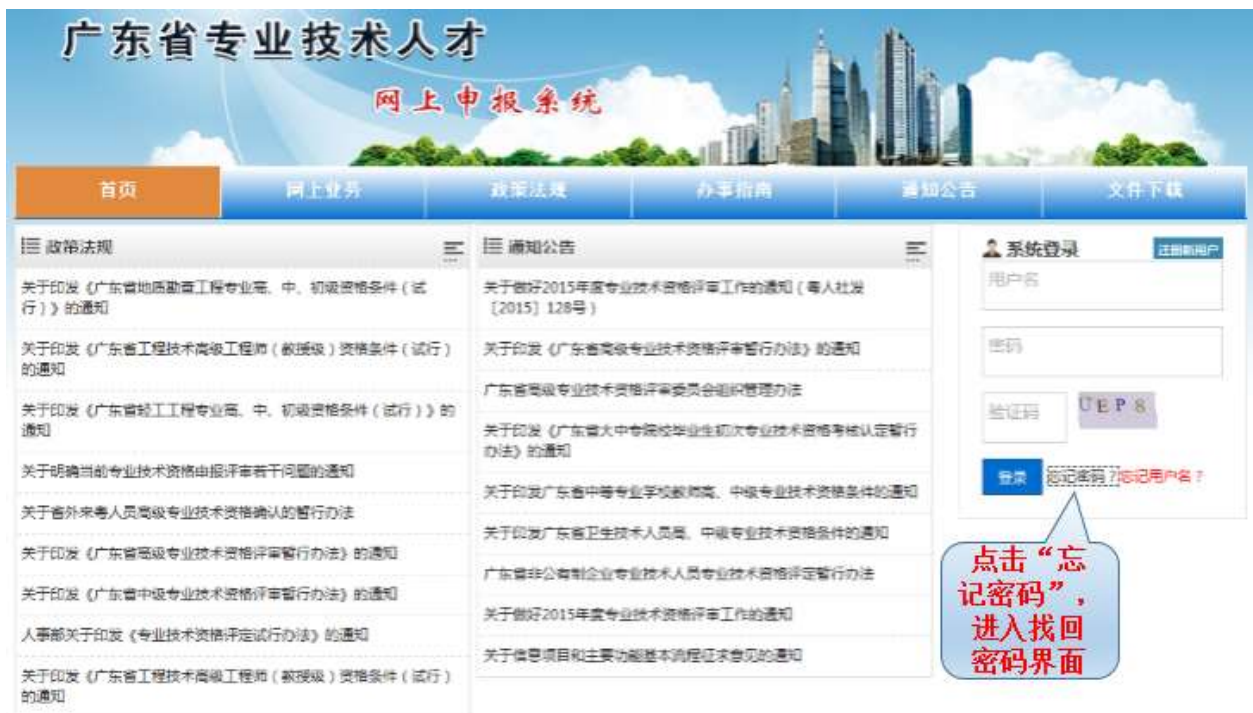 广东省专业技术人才
网上申报系统
首页
网上业务
政策法规
办事指南
通知公告
文件下载
政策法规
关于印发《广东省地质勘查工程专业高、中、初级资格条件（试
行）》的通知
关于印发《广东省工程技术高级工程师（教授级）资格条件（试行）
的通知
关于印发《广东省轻工工程专业高、中、初级资格条件（试行）》的
通知
关于明确当前专业技术资格申报评审若干问题的通知
关于省外来粤人员高级专业技术资格确认的暂行办法
关于印发《广东省高级专业技术资格评审暂行办法》的通知
关于印发《广东省中级专业技术资格评审暂行办法》的通知
人事部关于印发《专业技术资格评定试行办法》的通知
关于印发《广东省工程技术高级工程师（教授级）资格条件（试行）
的通知
通知公告
关于做好2015年度专业技术资格评审工作的通知（粤人社发
〔2015〕128号）
关于印发《广东省高级专业技术资格评审暂行办法》的通知
广东省高级专业技术资格评审委员会组织管理办法
关于印发《广东省大中专院校毕业生初次专业技术资格考核认定暂行
办法》的通知
关于印发广东省中等专业学校教师高、中级专业技术资格条件的通知
关于印发广东省卫生技术人员高、中级专业技术资格条件的通知
广东省非公有制企业专业技术人员专业技术资格评定暂行办法
关于做好2015年度专业技术资格评审工作的通知
关于信息项目和主要功能基本流程征求意见的通知
系统登录
注册新用户
用户名
密码
验证码
UEP8
登录
忘记密码？忘记用户名？
点击“忘
记密码”，
进入找回
密码界面